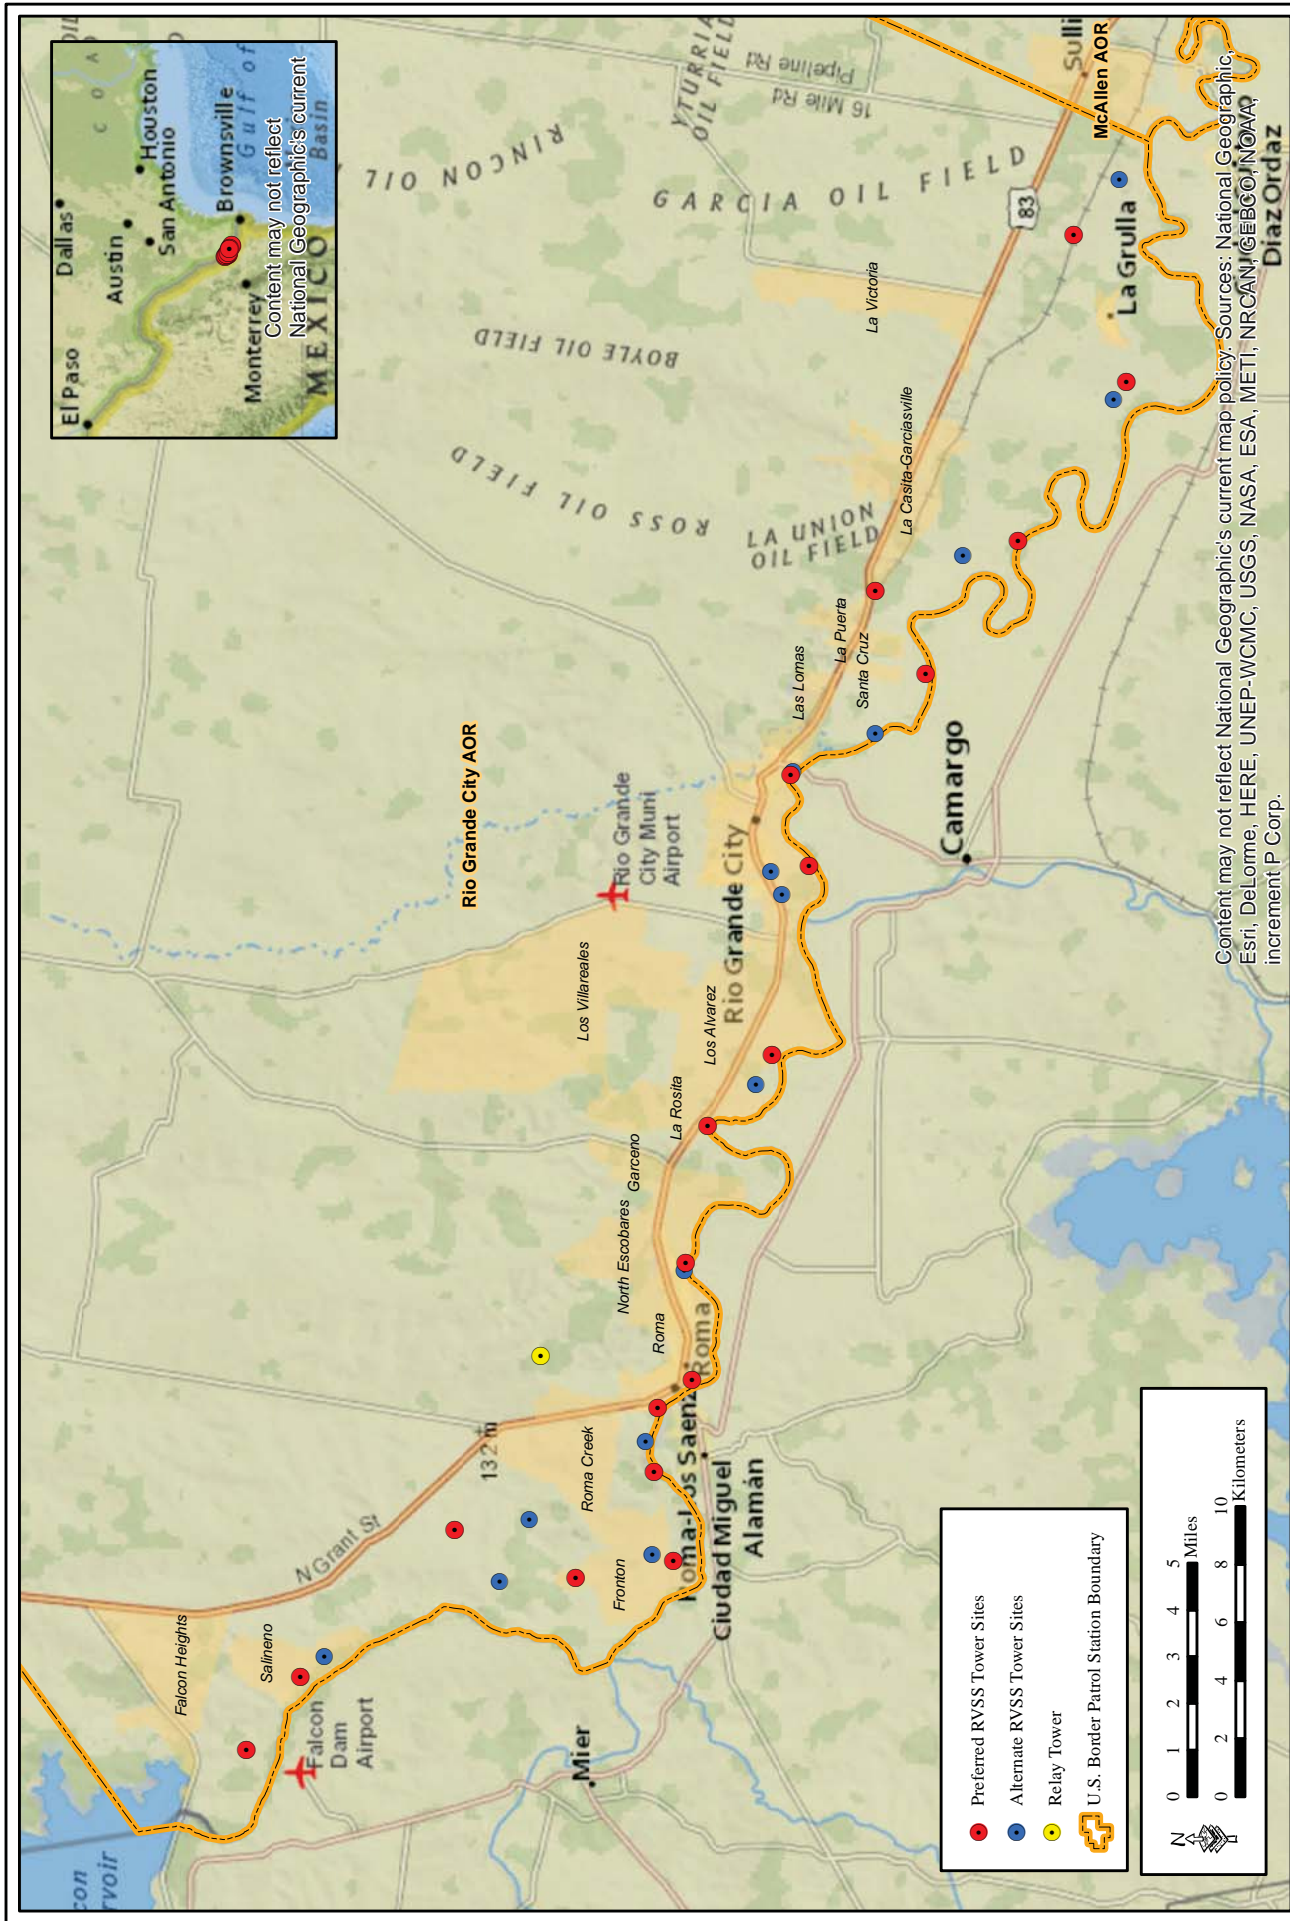 El Paso
Dallas
Austin
Houston
San Antonio
Brownsville
Gulf of
Monterrey
MEXICO
Basin
Content may not reflect
National Geographic's current
RINCON OIL
YTURRIA
OIL FIELD
Pipeline Rd
16 Mile Rd
GARCIA OIL FIELD
BOYLE OIL FIELD
ROSS OIL FIELD
LA UNION
OIL FIELD
83
Sulli
McAllen AOR
La Victoria
La Grulla
Diaz Ordaz
La Casita-Garciasville
La Puerta
Santa Cruz
Las Lomas
Rio Grande City AOR
Rio Grande
City Muni
Airport
Rio Grande City
Camargo
Los Villareales
Los Alvarez
La Rosita
Garceno
North Escobares
Roma
Roma
Roma-Los Saenz
Roma Creek
132 m
N Grant St
Fronton
Ciudad Miguel
Alamán
Falcon Heights
Salineno
Falcon
Dam
Airport
Mier
con
rvoir
Preferred RVSS Tower Sites
Alternate RVSS Tower Sites
Relay Tower
U.S. Border Patrol Station Boundary
N
0 1 2 3 4 5
Miles
0 2 4 6 8 10
Kilometers
Content may not reflect National Geographic's current map policy. Sources: National Geographic,
Esri, DeLorme, HERE, UNEP-WCMC, USGS, NASA, ESA, METI, NRCAN, GEBCO, NOAA,
increment P Corp.